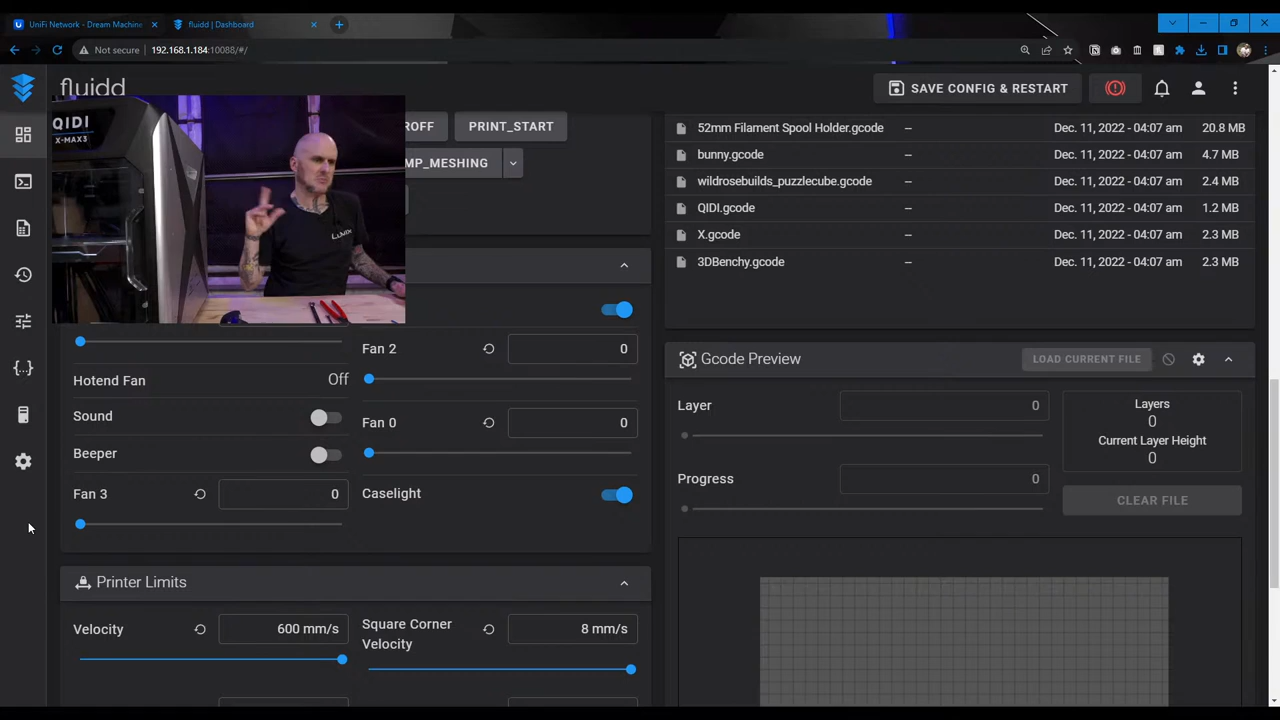 UniFi Network - Dream Machine
fluidd | Dashboard
Not secure
192.168.1.184:10088/#/
fluidd
SAVE CONFIG & RESTART
QIDI
X-MAX3
LUMIX
ROFF
PRINT_START
MP_MESHING
52mm Filament Spool Holder.gcode -- Dec. 11, 2022 - 04:07 am 20.8 MB
bunny.gcode -- Dec. 11, 2022 - 04:07 am 4.7 MB
wildrosebuilds_puzzlecube.gcode -- Dec. 11, 2022 - 04:07 am 2.4 MB
QIDI.gcode -- Dec. 11, 2022 - 04:07 am 1.2 MB
X.gcode -- Dec. 11, 2022 - 04:07 am 2.3 MB
3DBenchy.gcode -- Dec. 11, 2022 - 04:07 am 2.3 MB
Fan 2 0
Hotend Fan Off
Sound
Fan 0 0
Beeper
Fan 3 0
Caselight
Printer Limits
Velocity 600 mm/s
Square Corner
Velocity
8 mm/s
Gcode Preview
LOAD CURRENT FILE
Layer 0
Progress 0
Layers
0
Current Layer Height
0
CLEAR FILE